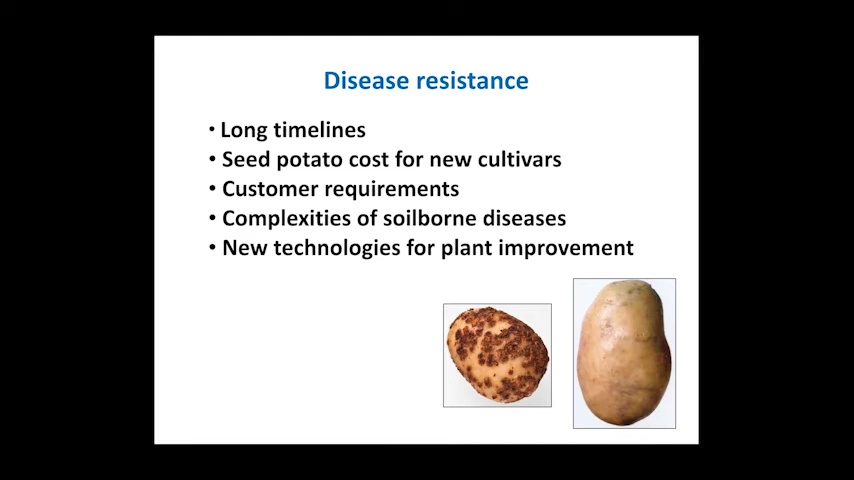 Disease resistance
• Long timelines
• Seed potato cost for new cultivars
• Customer requirements
• Complexities of soilborne diseases
• New technologies for plant improvement